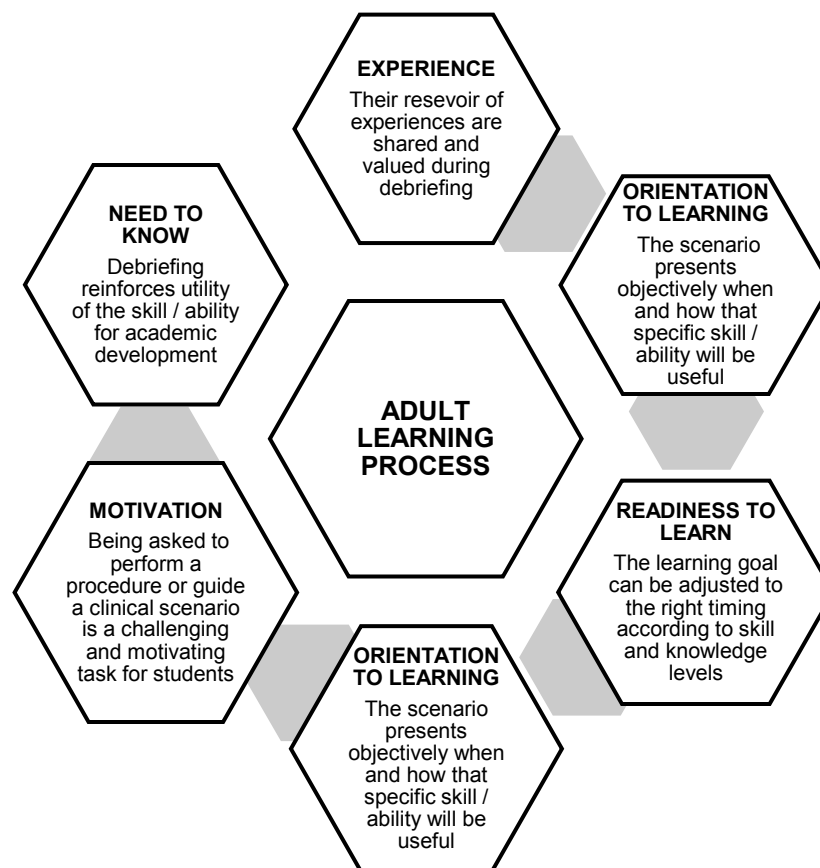 EXPERIENCE
Their resevoir of
experiences are
shared and
valued during
debriefing
ORIENTATION
TO LEARNING
The scenario
presents
objectively when
and how that
specific skill /
ability will be
useful
READINESS TO
LEARN
The learning goal
can be adjusted to
the right timing
according to skill
and knowledge
levels
ORIENTATION
TO LEARNING
The scenario
presents
objectively when
and how that
specific skill /
ability will be
useful
MOTIVATION
Being asked to
perform a
procedure or guide
a clinical scenario
is a challenging
and motivating
task for students
NEED TO
KNOW
Debriefing
reinforces utility
of the skill / ability
for academic
development
ADULT
LEARNING
PROCESS